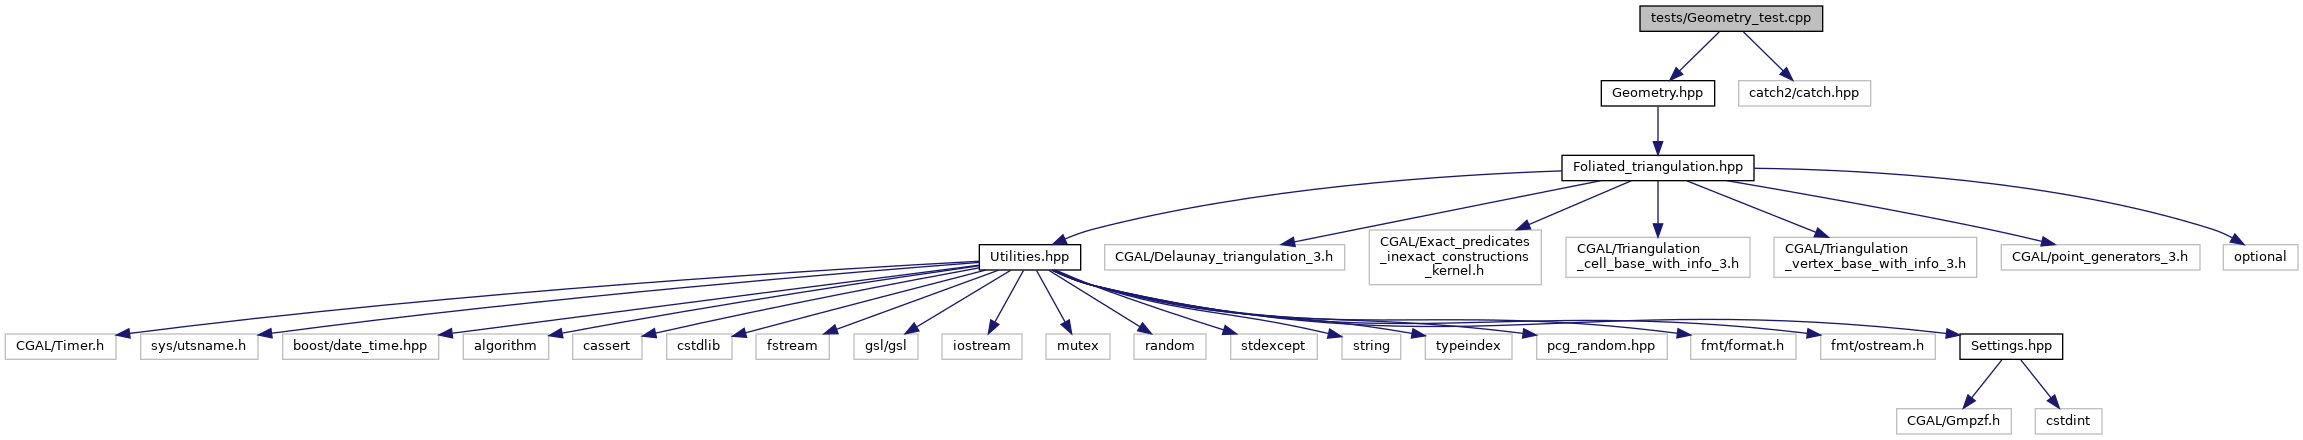 tests/Geometry_test.cpp
Geometry.hpp
catch2/catch.hpp
Foliated_triangulation.hpp
Utilities.hpp
CGAL/Delaunay_triangulation_3.h
CGAL/Exact_predicates
_inexact_constructions
_kernel.h
CGAL/Triangulation
_cell_base_with_info_3.h
CGAL/Triangulation
_vertex_base_with_info_3.h
CGAL/point_generators_3.h
optional
CGAL/Timer.h
sys/utsname.h
boost/date_time.hpp
algorithm
cassert
cstdlib
fstream
gsl/gsl
iostream
mutex
random
stdexcept
string
typeindex
pcg_random.hpp
fmt/format.h
fmt/ostream.h
Settings.hpp
CGAL/Gmpzf.h
cstdint